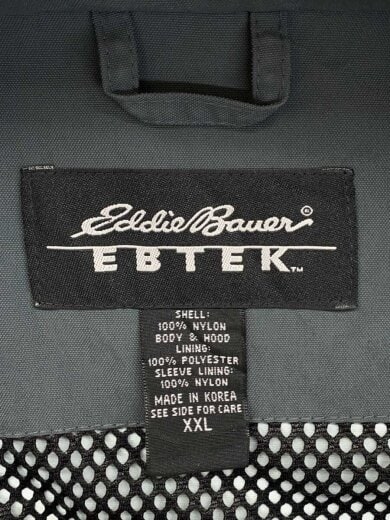 Eddie Bauer®
EBTEK™
SHELL:
100% NYLON
BODY & HOOD
LINING:
100% POLYESTER
SLEEVE LINING:
100% NYLON
MADE IN KOREA
SEE SIDE FOR CARE
XXL